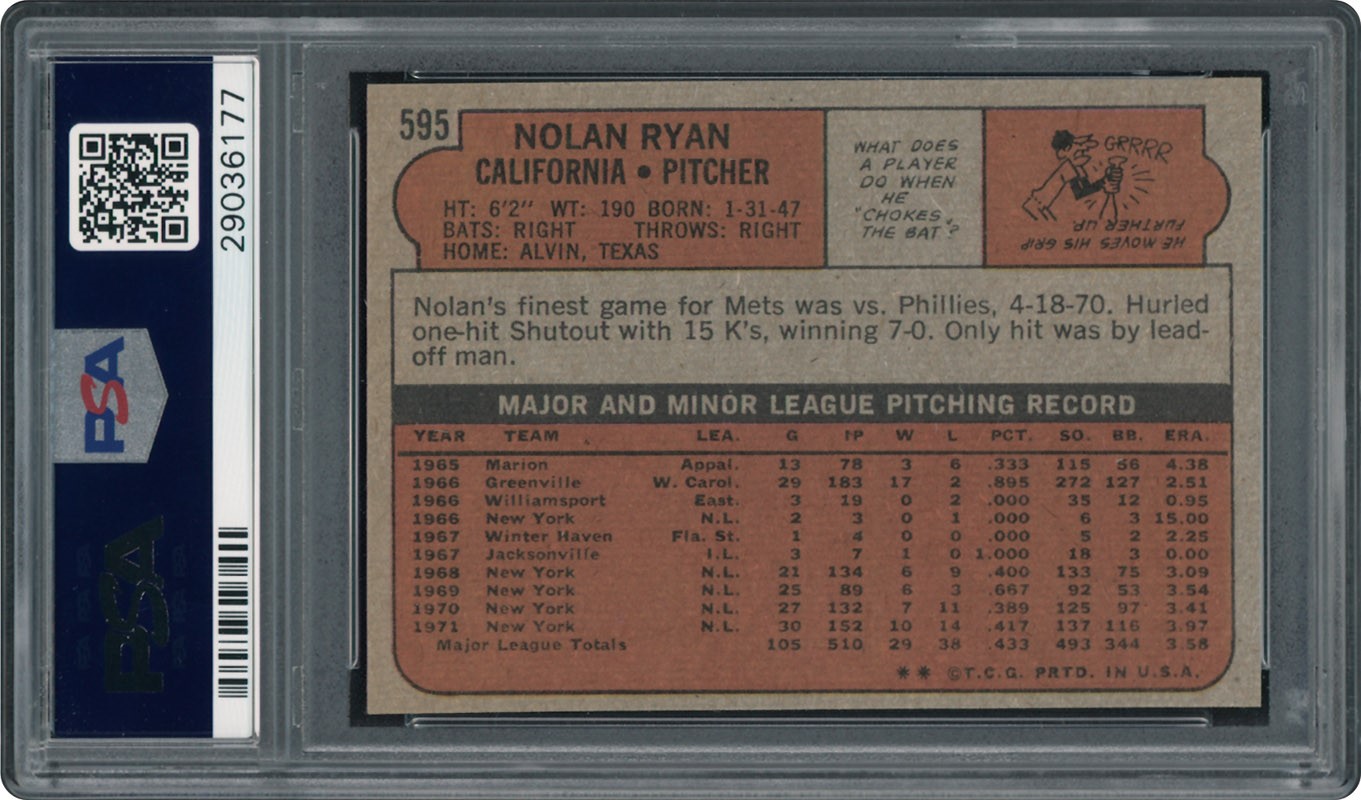 PSA
29036177
PSA
595
NOLAN RYAN
CALIFORNIA • PITCHER
HT: 6'2" WT: 190 BORN: 1-31-47
BATS: RIGHT THROWS: RIGHT
HOME: ALVIN, TEXAS
WHAT DOES
A PLAYER
DO WHEN
HE
"CHOKES
THE BAT"?
GRRRR
HE MOVES HIS GRIP
FURTHER UP
Nolan's finest game for Mets was vs. Phillies, 4-18-70. Hurled
one-hit Shutout with 15 K's, winning 7-0. Only hit was by lead-
off man.
MAJOR AND MINOR LEAGUE PITCHING RECORD
YEAR TEAM LEA. G IP W L PCT. SO. BB. ERA.
1965 Marion Appal. 13 78 3 6 .333 115 56 4.38
1966 Greenville W. Carol. 29 183 17 2 .895 272 127 2.51
1966 Williamsport East. 3 19 0 2 .000 35 12 0.95
1966 New York N.L. 2 3 0 1 .000 6 3 15.00
1967 Winter Haven Fla. St. 1 4 0 0 .000 5 2 2.25
1967 Jacksonville I.L. 3 7 1 0 1.000 18 3 0.00
1968 New York N.L. 21 134 6 9 .400 133 75 3.09
1969 New York N.L. 25 89 6 3 .667 92 53 3.54
1970 New York N.L. 27 132 7 11 .389 125 97 3.41
1971 New York N.L. 30 152 10 14 .417 137 116 3.97
Major League Totals 105 510 29 38 .433 493 344 3.58
** ©T.C.G. PRTD. IN U.S.A.